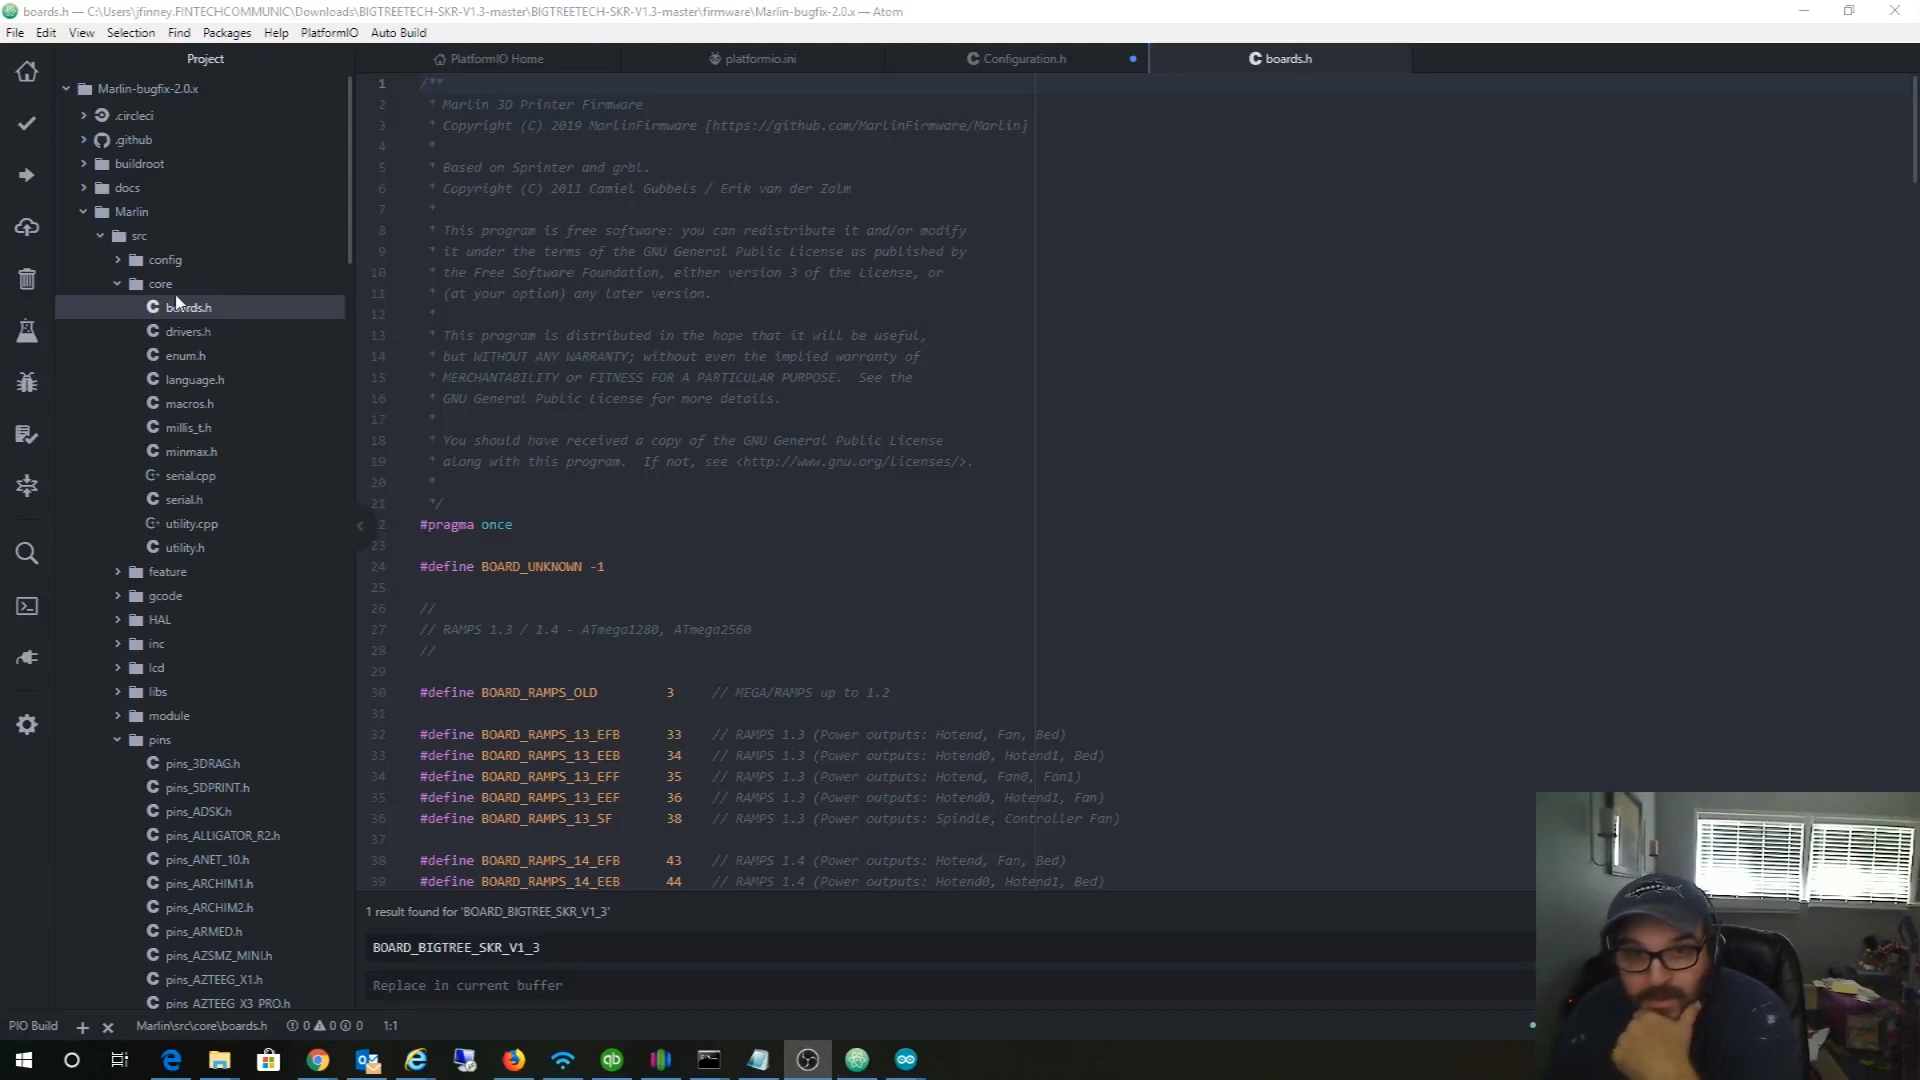 boards.h — C:\Users\jfinney.FINTECHCOMMUNIC\Downloads\BIGTREETECH-SKR-V1.3-master\BIGTREETECH-SKR-V1.3-master\firmware\Marlin-bugfix-2.0.x — Atom
File Edit View Selection Find Packages Help PlatformIO Auto Build
Project
PlatformIO Home
platformio.ini
Configuration.h
boards.h
Marlin-bugfix-2.0.x
.circleci
.github
buildroot
docs
Marlin
src
config
core
boards.h
drivers.h
enum.h
language.h
macros.h
millis_t.h
minmax.h
serial.cpp
serial.h
utility.cpp
utility.h
feature
gcode
HAL
inc
lcd
libs
module
pins
pins_3DRAG.h
pins_5DPRINT.h
pins_ADSK.h
pins_ALLIGATOR_R2.h
pins_ANET_10.h
pins_ARCHIM1.h
pins_ARCHIM2.h
pins_ARMED.h
pins_AZSMZ_MINI.h
pins_AZTEEG_X1.h
pins_AZTEEG_X3_PRO.h
1 /**
2 * Marlin 3D Printer Firmware
3 * Copyright (C) 2019 MarlinFirmware [https://github.com/MarlinFirmware/Marlin]
4 *
5 * Based on Sprinter and grbl.
6 * Copyright (C) 2011 Camiel Gubbels / Erik van der Zalm
7 *
8 * This program is free software: you can redistribute it and/or modify
9 * it under the terms of the GNU General Public License as published by
10 * the Free Software Foundation, either version 3 of the License, or
11 * (at your option) any later version.
12 *
13 * This program is distributed in the hope that it will be useful,
14 * but WITHOUT ANY WARRANTY; without even the implied warranty of
15 * MERCHANTABILITY or FITNESS FOR A PARTICULAR PURPOSE. See the
16 * GNU General Public License for more details.
17 *
18 * You should have received a copy of the GNU General Public License
19 * along with this program. If not, see <http://www.gnu.org/licenses/>.
20 *
21 */
2 #pragma once
23
24 #define BOARD_UNKNOWN -1
25
26 //
27 // RAMPS 1.3 / 1.4 - ATmega1280, ATmega2560
28 //
29
30 #define BOARD_RAMPS_OLD 3 // MEGA/RAMPS up to 1.2
31
32 #define BOARD_RAMPS_13_EFB 33 // RAMPS 1.3 (Power outputs: Hotend, Fan, Bed)
33 #define BOARD_RAMPS_13_EEB 34 // RAMPS 1.3 (Power outputs: Hotend0, Hotend1, Bed)
34 #define BOARD_RAMPS_13_EFF 35 // RAMPS 1.3 (Power outputs: Hotend, Fan0, Fan1)
35 #define BOARD_RAMPS_13_EEF 36 // RAMPS 1.3 (Power outputs: Hotend0, Hotend1, Fan)
36 #define BOARD_RAMPS_13_SF 38 // RAMPS 1.3 (Power outputs: Spindle, Controller Fan)
37
38 #define BOARD_RAMPS_14_EFB 43 // RAMPS 1.4 (Power outputs: Hotend, Fan, Bed)
39 #define BOARD_RAMPS_14_EEB 44 // RAMPS 1.4 (Power outputs: Hotend0, Hotend1, Bed)
1 result found for 'BOARD_BIGTREE_SKR_V1_3'
BOARD_BIGTREE_SKR_V1_3
Replace in current buffer
PIO Build + × Marlin\src\core\boards.h 0 0 0 1:1